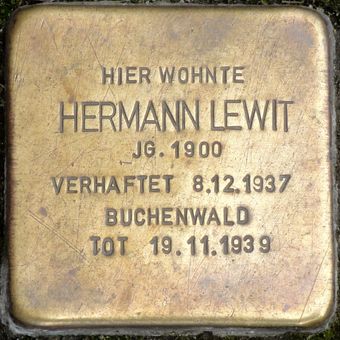 HIER WOHNTE
HERMANN LEWIT
JG. 1900
VERHAFTET 8.12.1937
BUCHENWALD
TOT 19.11.1939